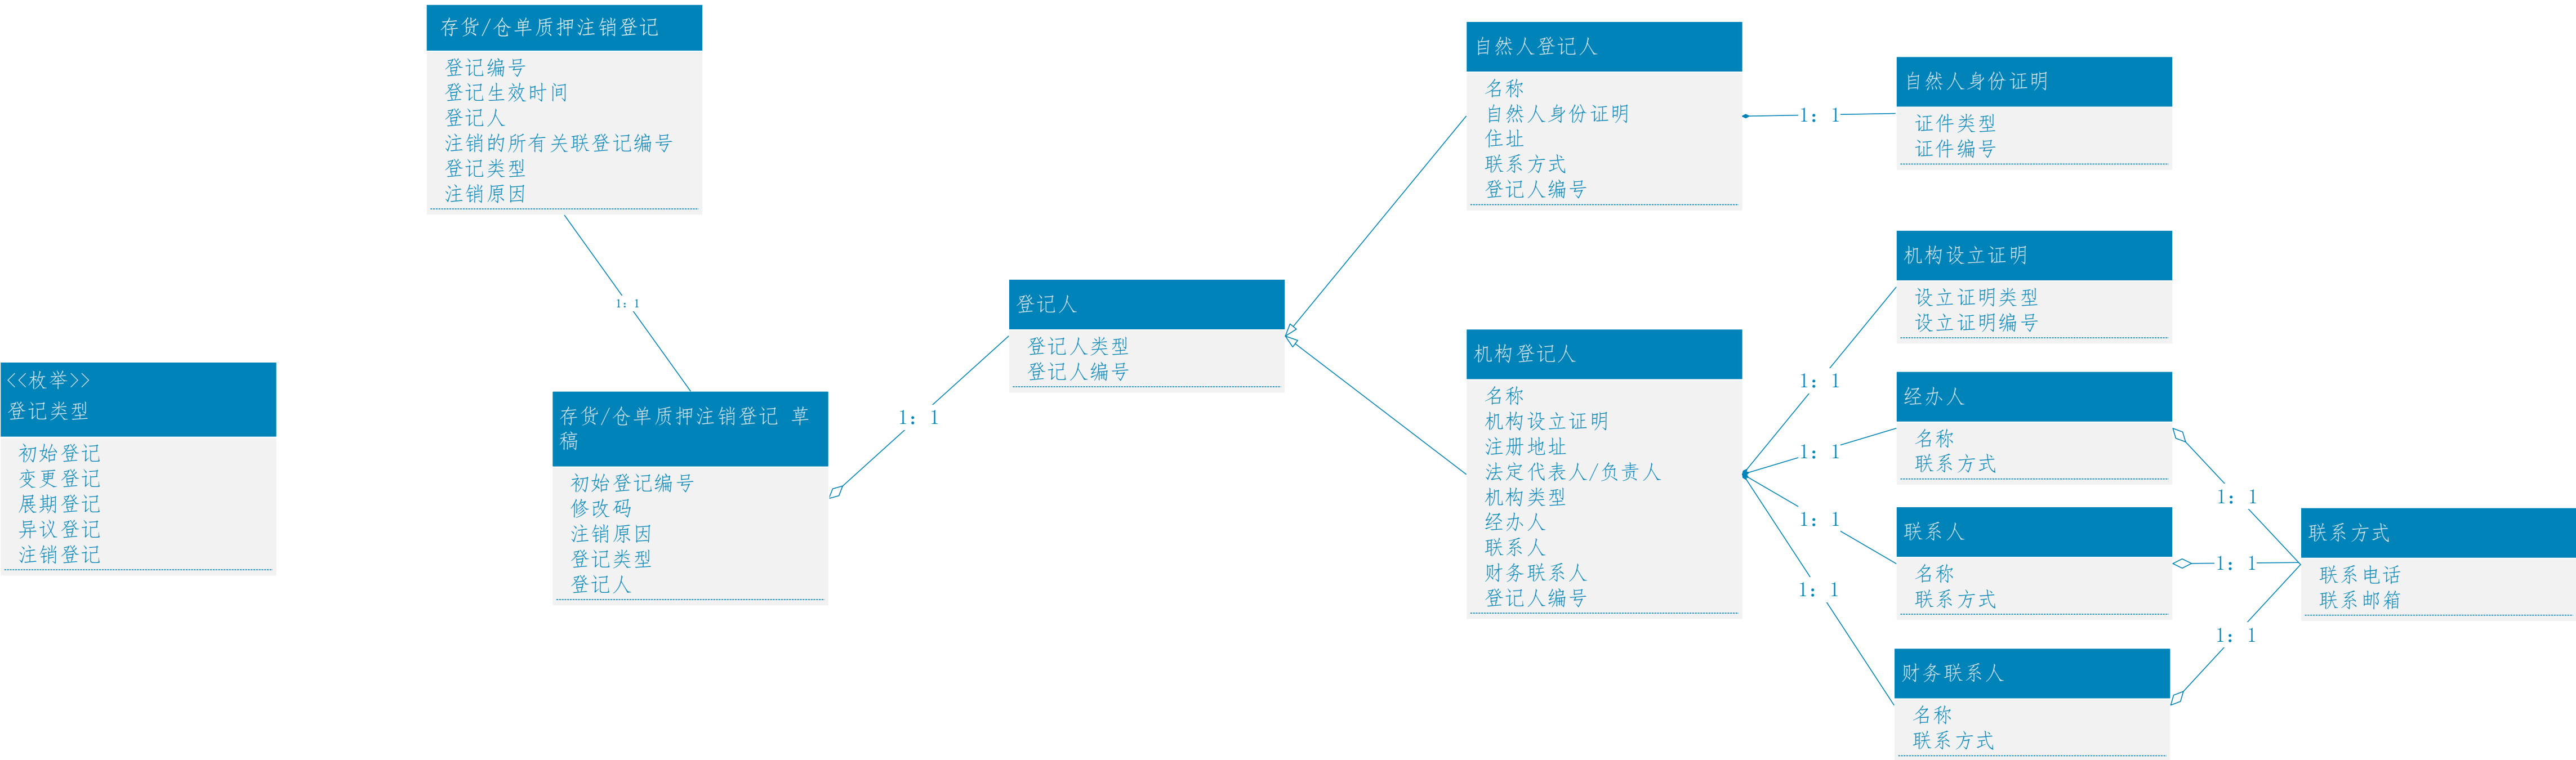 存货/仓单质押注销登记
登记编号
登记生效时间
登记人
注销的所有关联登记编号
登记类型
注销原因
1: 1
<<枚举>>
登记类型
初始登记
变更登记
展期登记
异议登记
注销登记
存货/仓单质押注销登记 草
稿
初始登记编号
修改码
注销原因
登记类型
登记人
1: 1
登记人
登记人类型
登记人编号
自然人登记人
名称
自然人身份证明
住址
联系方式
登记人编号
1: 1
自然人身份证明
证件类型
证件编号
机构登记人
名称
机构设立证明
注册地址
法定代表人/负责人
机构类型
经办人
联系人
财务联系人
登记人编号
1: 1
1: 1
1: 1
1: 1
机构设立证明
设立证明类型
设立证明编号
经办人
名称
联系方式
联系人
名称
联系方式
财务联系人
名称
联系方式
1: 1
1: 1
1: 1
联系方式
联系电话
联系邮箱